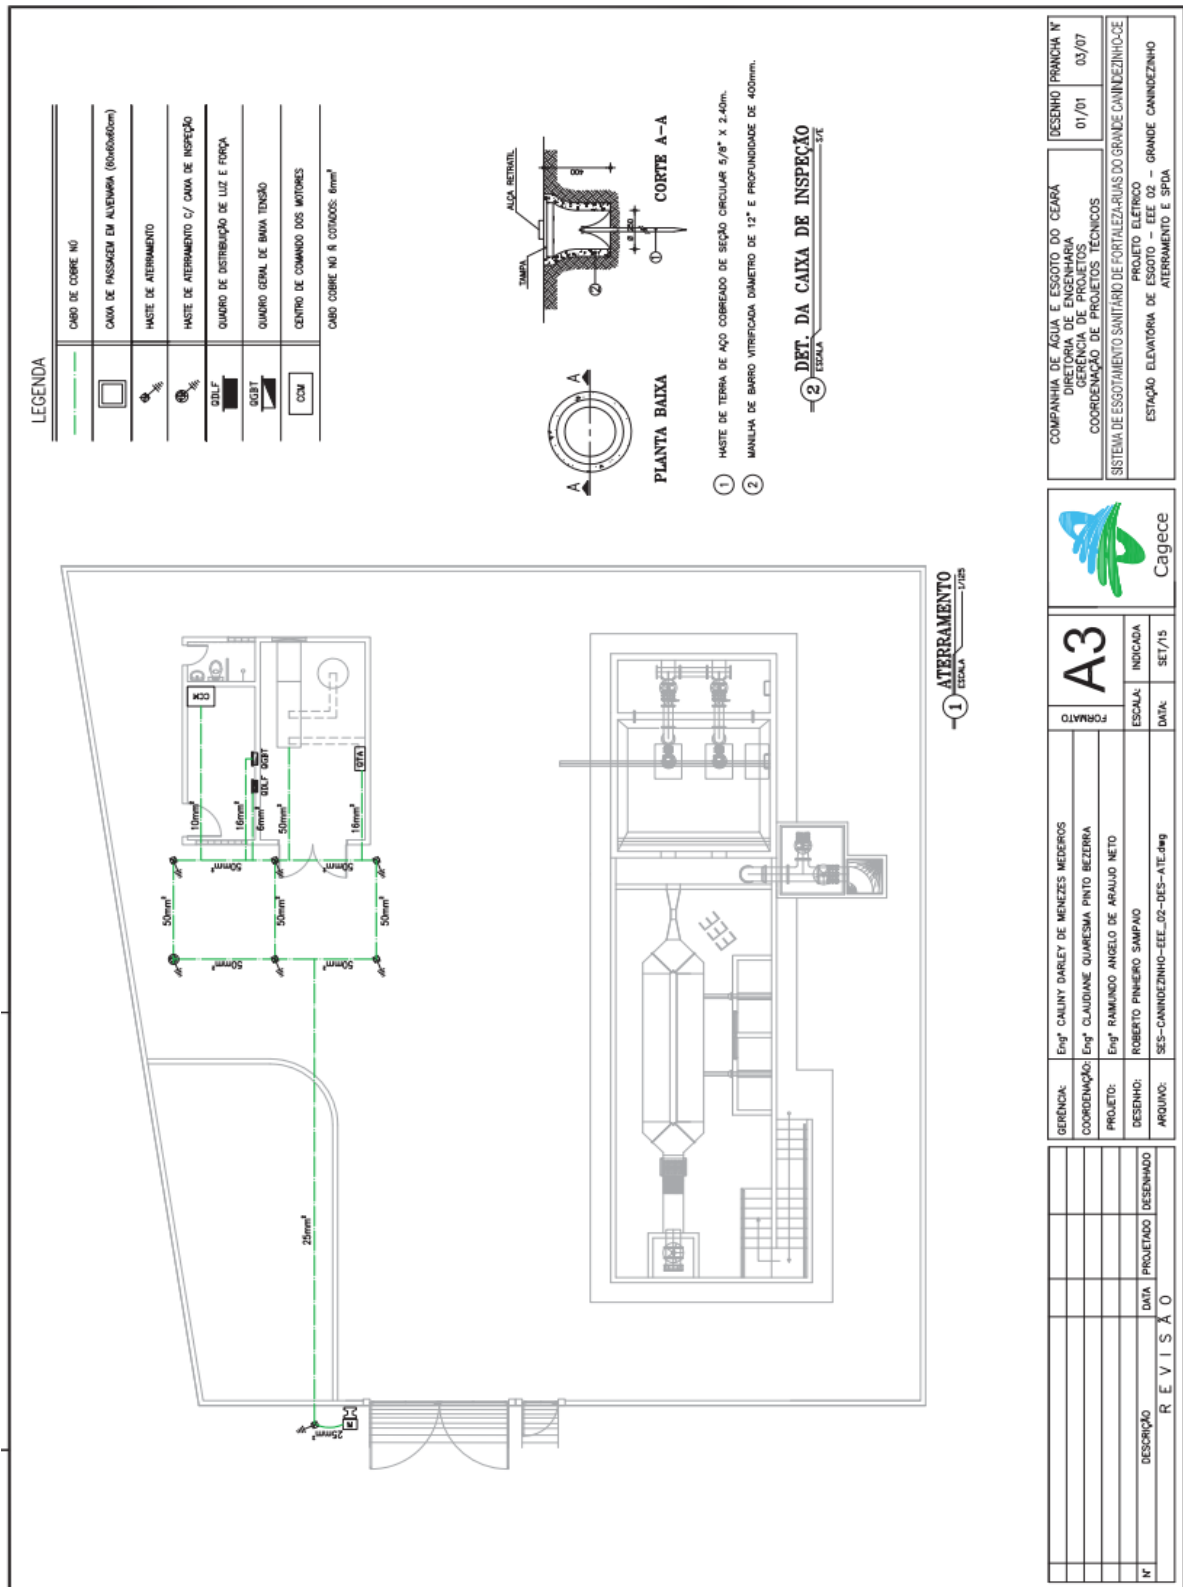 LEGENDA
CABO DE COBRE NÚ
CAIXA DE PASSAGEM EM ALVENARIA (60x60x60cm)
HASTE DE ATERRAMENTO
HASTE DE ATERRAMENTO C/ CAIXA DE INSPEÇÃO
QDLF
QUADRO DE DISTRIBUIÇÃO DE LUZ E FORÇA
QGBT
QUADRO GERAL DE BAIXA TENSÃO
CCM
CENTRO DE COMANDO DOS MOTORES
CABO COBRE NÚ Ñ COTADOS: 6mm²
A
A
PLANTA BAIXA
TAMPA
ALÇA RETRATIL
400
Ø 250
1
2
CORTE A-A
1 HASTE DE TERRA DE AÇO COBREADO DE SEÇÃO CIRCULAR 5/8" X 2.40m.
2 MANILHA DE BARRO VITRIFICADA DIÂMETRO DE 12" E PROFUNDIDADE DE 400mm.
2 DET. DA CAIXA DE INSPEÇÃO
ESCALA S/E
50mm²
50mm²
50mm²
50mm²
50mm²
50mm²
50mm²
10mm²
16mm²
6mm²
50mm²
16mm²
CCM
QDLF
QGBT
QTA
25mm²
25mm²
M
EEE
1 ATERRAMENTO
ESCALA 1/125
Nº
DESCRIÇÃO
DATA
PROJETADO
DESENHADO
REVISÃO
GERÊNCIA: Engª CAILINY DARLEY DE MENEZES MEDEIROS
COORDENAÇÃO: Engª CLAUDIANE QUARESMA PINTO BEZERRA
PROJETO: Engº RAIMUNDO ANGELO DE ARAUJO NETO
DESENHO: ROBERTO PINHEIRO SAMPAIO
ARQUIVO: SES-CANINDEZINHO-EEE_02-DES-ATE.dwg
FORMATO
A3
ESCALA: INDICADA
DATA: SET/15
Cagece
COMPANHIA DE ÁGUA E ESGOTO DO CEARÁ
DIRETORIA DE ENGENHARIA
GERÊNCIA DE PROJETOS
COORDENAÇÃO DE PROJETOS TÉCNICOS
DESENHO
01/01
PRANCHA Nº
03/07
SISTEMA DE ESGOTAMENTO SANITÁRIO DE FORTALEZA-RUAS DO GRANDE CANINDEZINHO-CE
PROJETO ELÉTRICO
ESTAÇÃO ELEVATÓRIA DE ESGOTO - EEE 02 - GRANDE CANINDEZINHO
ATERRAMENTO E SPDA